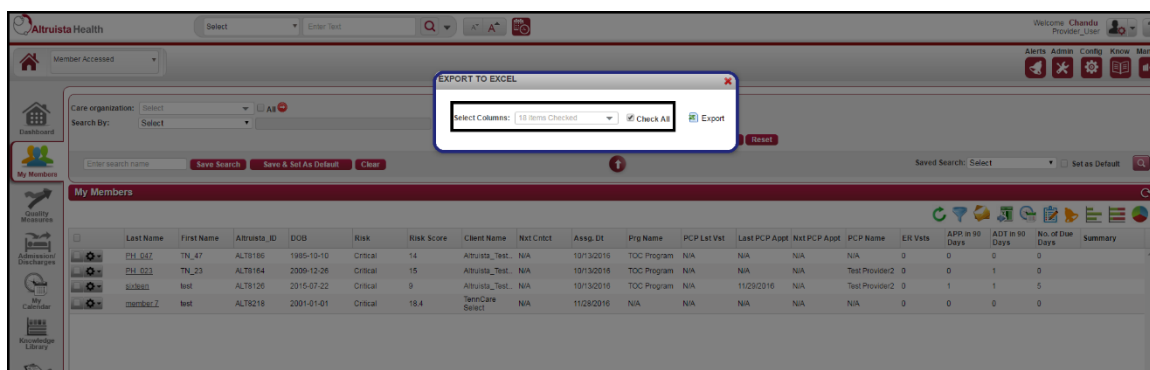 Altruista Health
Select
Enter Text
A- A+
Welcome Chandu
Provider_User
Member Accessed
Alerts Admin Config Know
EXPORT TO EXCEL
Select Columns: 18 Items Checked Check All Export
Care organization: Select All
Search By: Select
Reset
Enter search name Save Search Save & Set As Default Clear
Saved Search: Select Set as Default
Dashboard
My Members
Quality Measures
Admission/ Discharges
My Calendar
Knowledge Library
My Members
Last Name First Name Altruista_ID DOB Risk Risk Score Client Name Nxt Cntct Assg. Dt Prg Name PCP Lst Vst Last PCP Appt Nxt PCP Appt PCP Name ER Vsts APP. in 90 Days ADT in 90 Days No. of Due Days Summary
PH_047 TN_47 ALT8186 1985-10-10 Critical 14 Altruista_Test... N/A 10/13/2016 TOC Program N/A N/A N/A N/A 0 0 0 0
PH_023 TN_23 ALT8164 2009-12-26 Critical 15 Altruista_Test... N/A 10/13/2016 TOC Program N/A N/A N/A Test Provider2 0 0 1 0
sixteen test ALT8126 2015-07-22 Critical 9 Altruista_Test... N/A 10/13/2016 TOC Program N/A 11/29/2016 N/A Test Provider2 0 1 1 5
member 7 test ALT8218 2001-01-01 Critical 18.4 TennCare Select N/A 11/28/2016 N/A N/A N/A N/A N/A 0 0 0 0